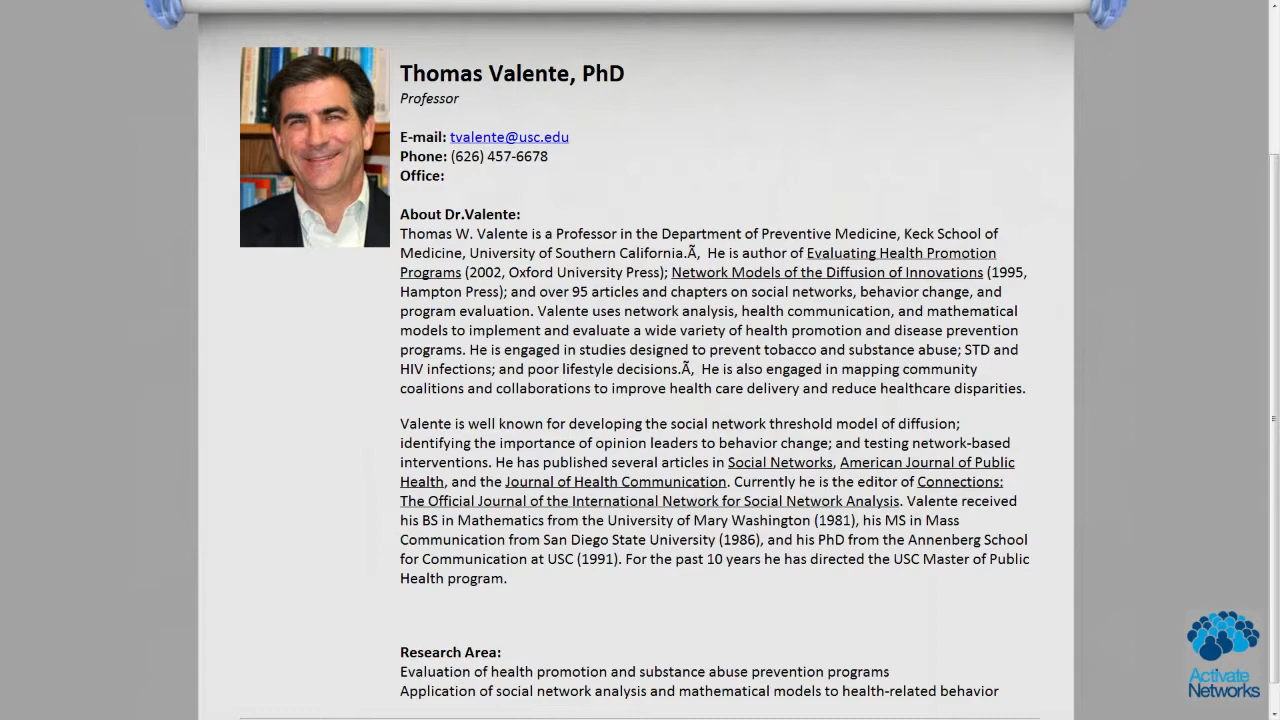 Thomas Valente, PhD
Professor
E-mail: tvalente@usc.edu
Phone: (626) 457-6678
Office:
About Dr.Valente:
Thomas W. Valente is a Professor in the Department of Preventive Medicine, Keck School of
Medicine, University of Southern California.Ã, He is author of Evaluating Health Promotion
Programs (2002, Oxford University Press); Network Models of the Diffusion of Innovations (1995,
Hampton Press); and over 95 articles and chapters on social networks, behavior change, and
program evaluation. Valente uses network analysis, health communication, and mathematical
models to implement and evaluate a wide variety of health promotion and disease prevention
programs. He is engaged in studies designed to prevent tobacco and substance abuse; STD and
HIV infections; and poor lifestyle decisions.Ã, He is also engaged in mapping community
coalitions and collaborations to improve health care delivery and reduce healthcare disparities.
Valente is well known for developing the social network threshold model of diffusion;
identifying the importance of opinion leaders to behavior change; and testing network-based
interventions. He has published several articles in Social Networks, American Journal of Public
Health, and the Journal of Health Communication. Currently he is the editor of Connections:
The Official Journal of the International Network for Social Network Analysis. Valente received
his BS in Mathematics from the University of Mary Washington (1981), his MS in Mass
Communication from San Diego State University (1986), and his PhD from the Annenberg School
for Communication at USC (1991). For the past 10 years he has directed the USC Master of Public
Health program.
Research Area:
Evaluation of health promotion and substance abuse prevention programs
Application of social network analysis and mathematical models to health-related behavior
Activate
Networks